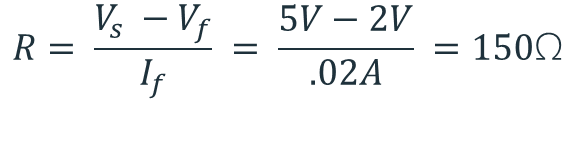 R = (V_s − V_f) / I_f = (5V − 2V) / .02A = 150Ω